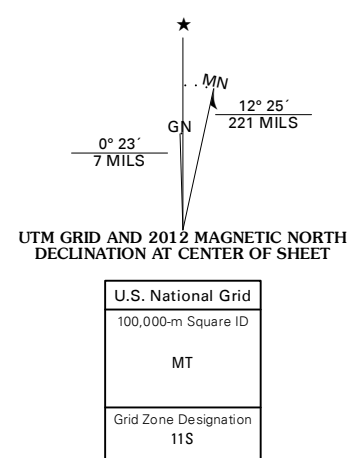 ★
MN
GN
12° 25´
221 MILS
0° 23´
7 MILS
UTM GRID AND 2012 MAGNETIC NORTH
DECLINATION AT CENTER OF SHEET
U.S. National Grid
100,000-m Square ID
MT
Grid Zone Designation
11S